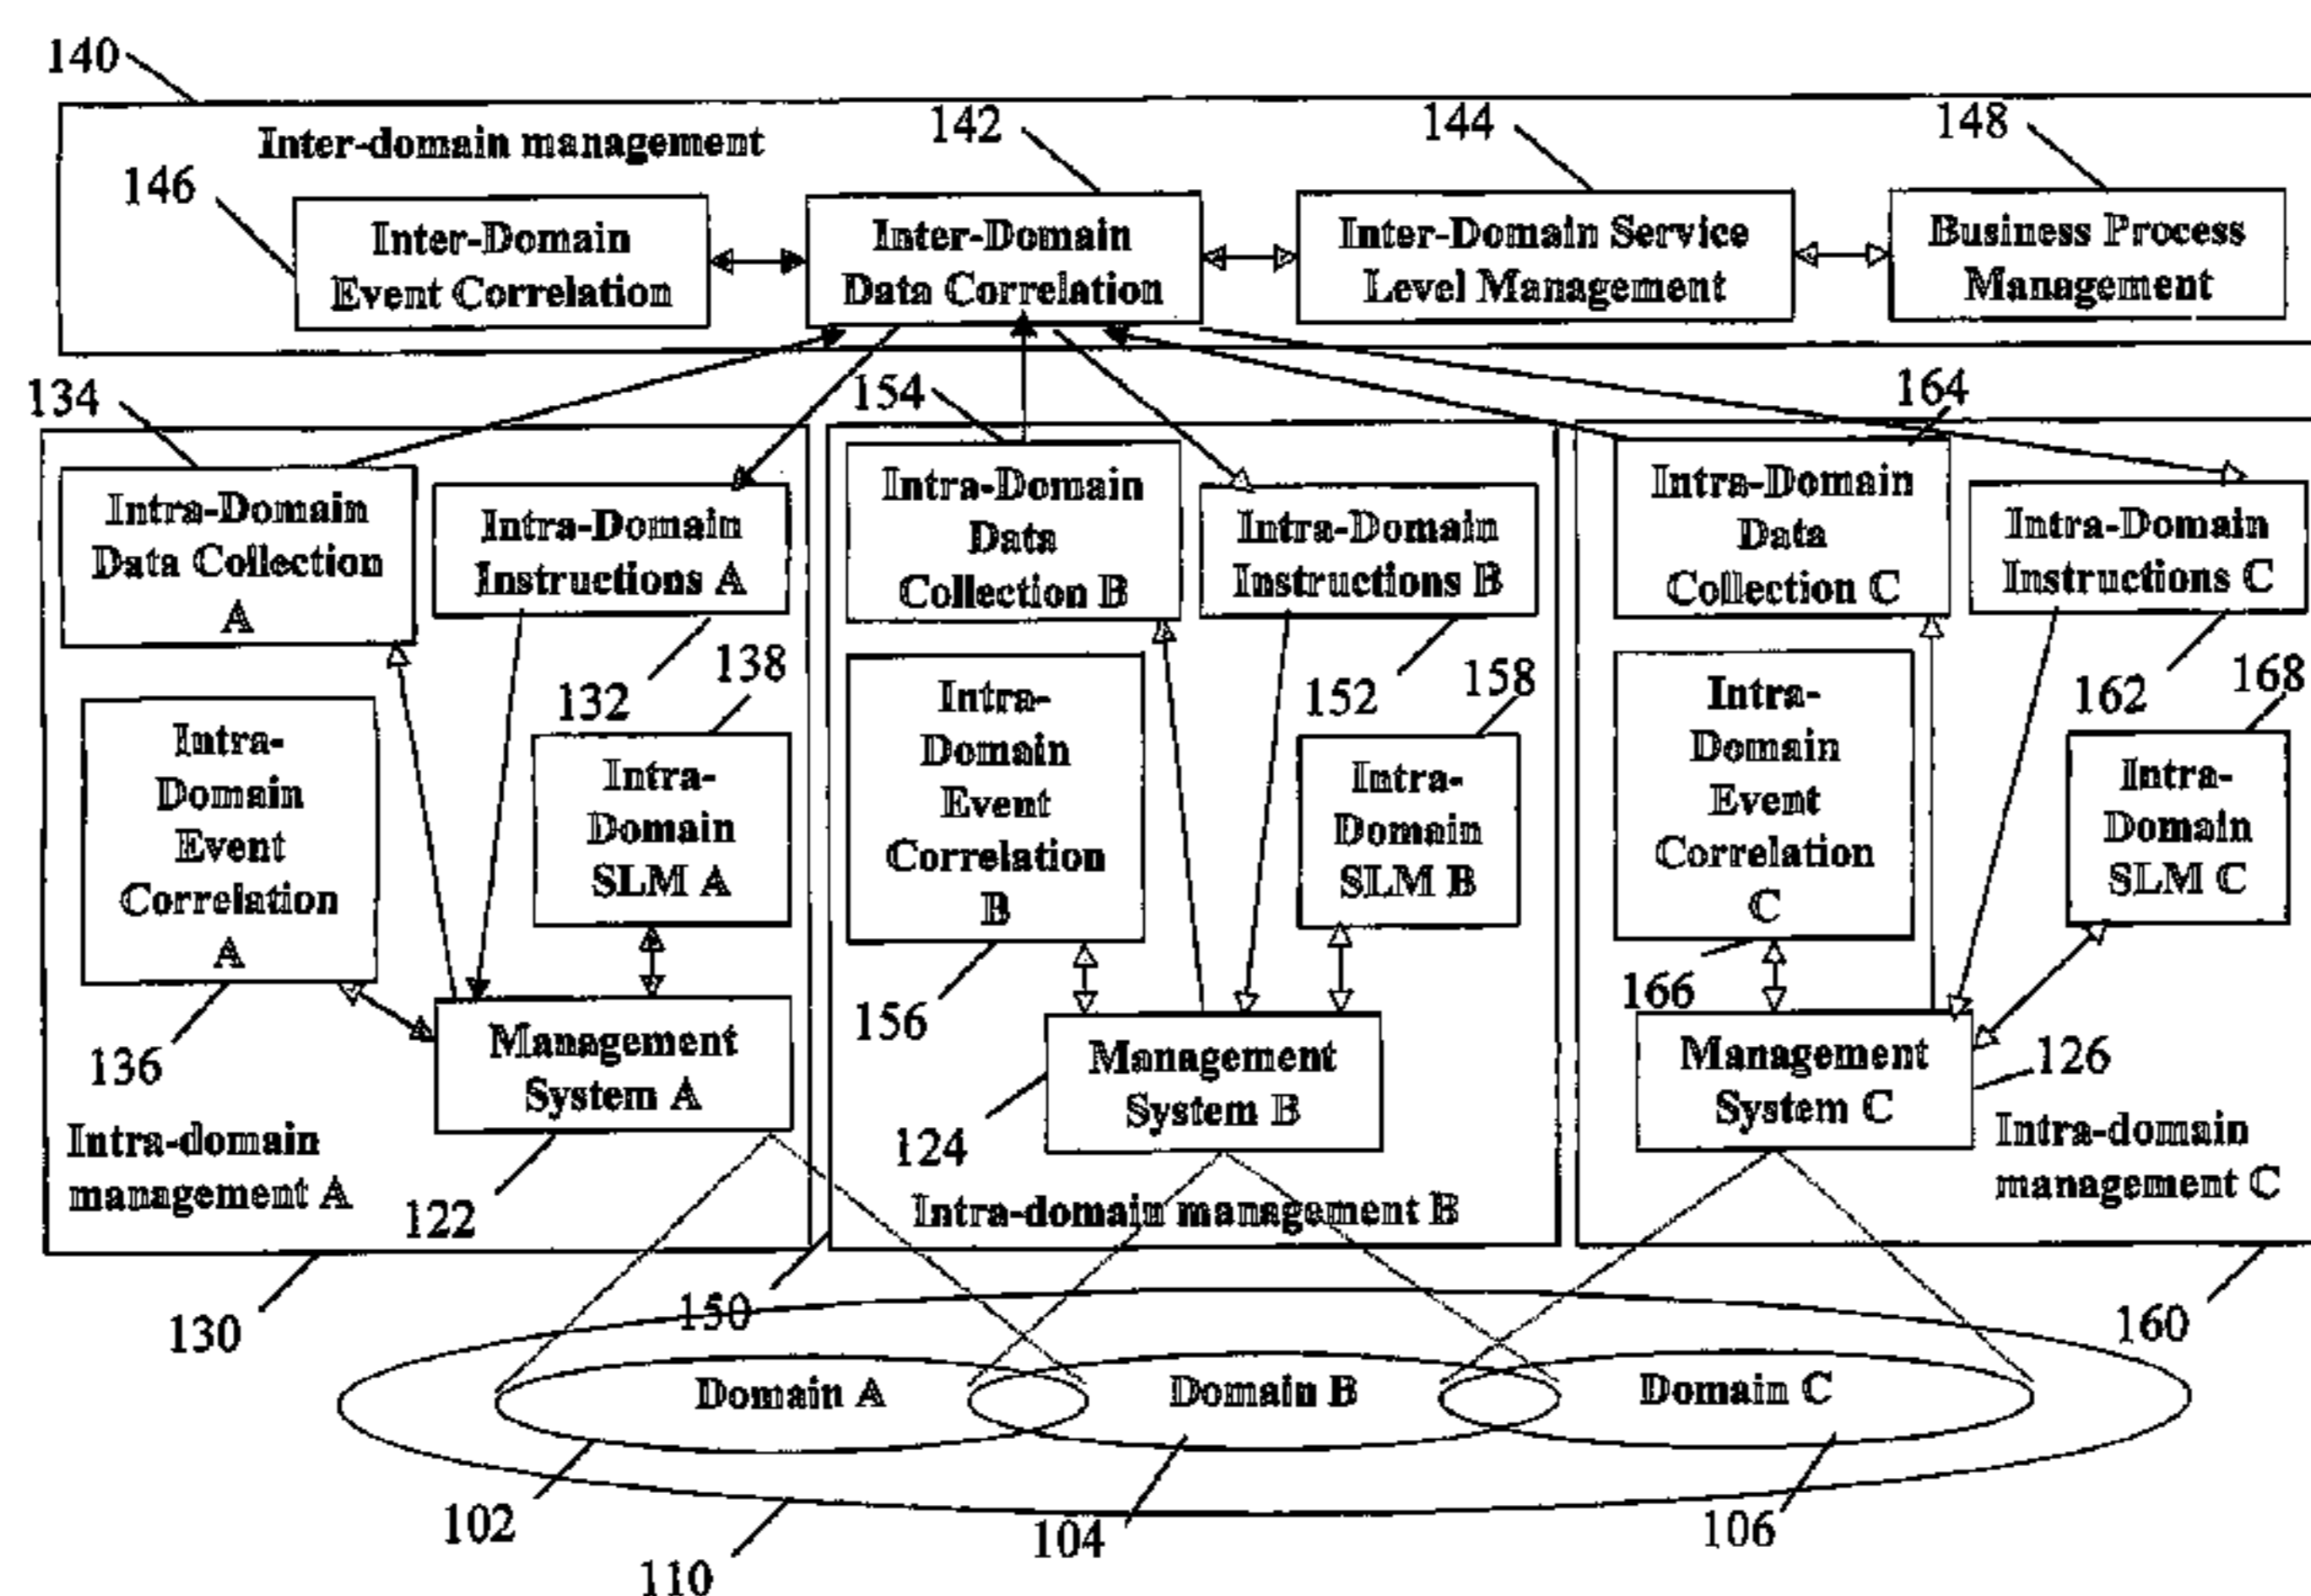 140
Inter-domain management
142
144
148
146
Inter-Domain
Event Correlation
Inter-Domain
Data Correlation
Inter-Domain Service
Level Management
Business Process
Management
134
154
164
Intra-Domain
Data Collection
A
Intra-Domain
Instructions A
Intra-Domain
Data
Collection B
Intra-Domain
Instructions B
Intra-Domain
Data
Collection C
Intra-Domain
Instructions C
132
138
152
158
162
168
Intra-
Domain
Event
Correlation
A
Intra-
Domain
SLM A
Intra-
Domain
Event
Correlation
B
Intra-
Domain
SLM B
Intra-
Domain
Event
Correlation
C
Intra-
Domain
SLM C
136
156
166
Management
System A
Management
System B
Management
System C
126
Intra-domain
management A
122
124
Intra-domain management B
Intra-domain
management C
130
150
160
Domain A
Domain B
Domain C
102
104
106
110